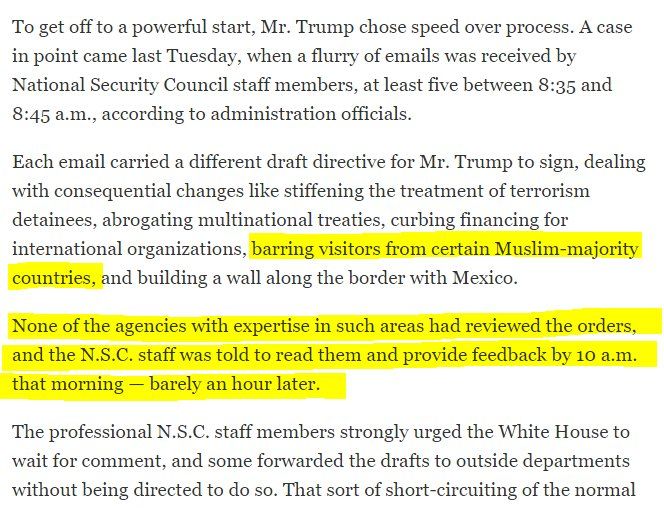 To get off to a powerful start, Mr. Trump chose speed over process. A case
in point came last Tuesday, when a flurry of emails was received by
National Security Council staff members, at least five between 8:35 and
8:45 a.m., according to administration officials.
Each email carried a different draft directive for Mr. Trump to sign, dealing
with consequential changes like stiffening the treatment of terrorism
detainees, abrogating multinational treaties, curbing financing for
international organizations, barring visitors from certain Muslim-majority
countries, and building a wall along the border with Mexico.
None of the agencies with expertise in such areas had reviewed the orders,
and the N.S.C. staff was told to read them and provide feedback by 10 a.m.
that morning — barely an hour later.
The professional N.S.C. staff members strongly urged the White House to
wait for comment, and some forwarded the drafts to outside departments
without being directed to do so. That sort of short-circuiting of the normal